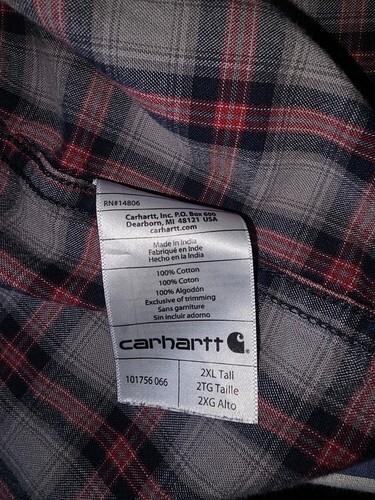 RN#14806
Carhartt, Inc. P.O. Box 600
Dearborn, MI 48121 USA
carhartt.com
Made in India
Fabriqué en Inde
Hecho en la India
100% Cotton
100% Coton
100% Algodón
Exclusive of trimming
Sans garniture
Sin incluir adorno
carhartt
101756 066
2XL Tall
2TG Taille
2XG Alto